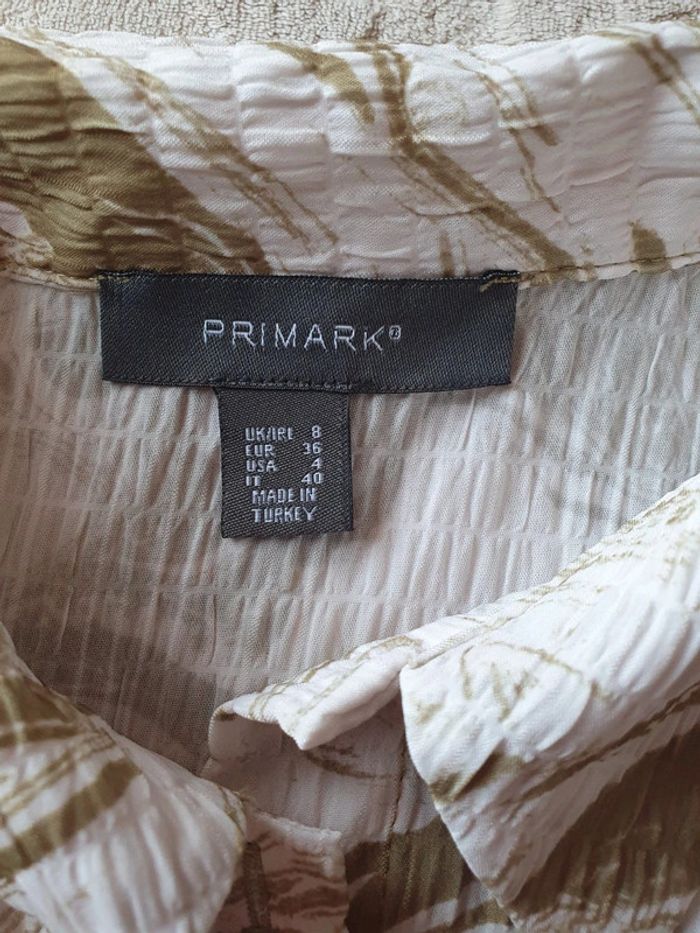 PRIMARK®
UK/IRL 8
EUR 36
USA 4
IT 40
MADE IN
TURKEY